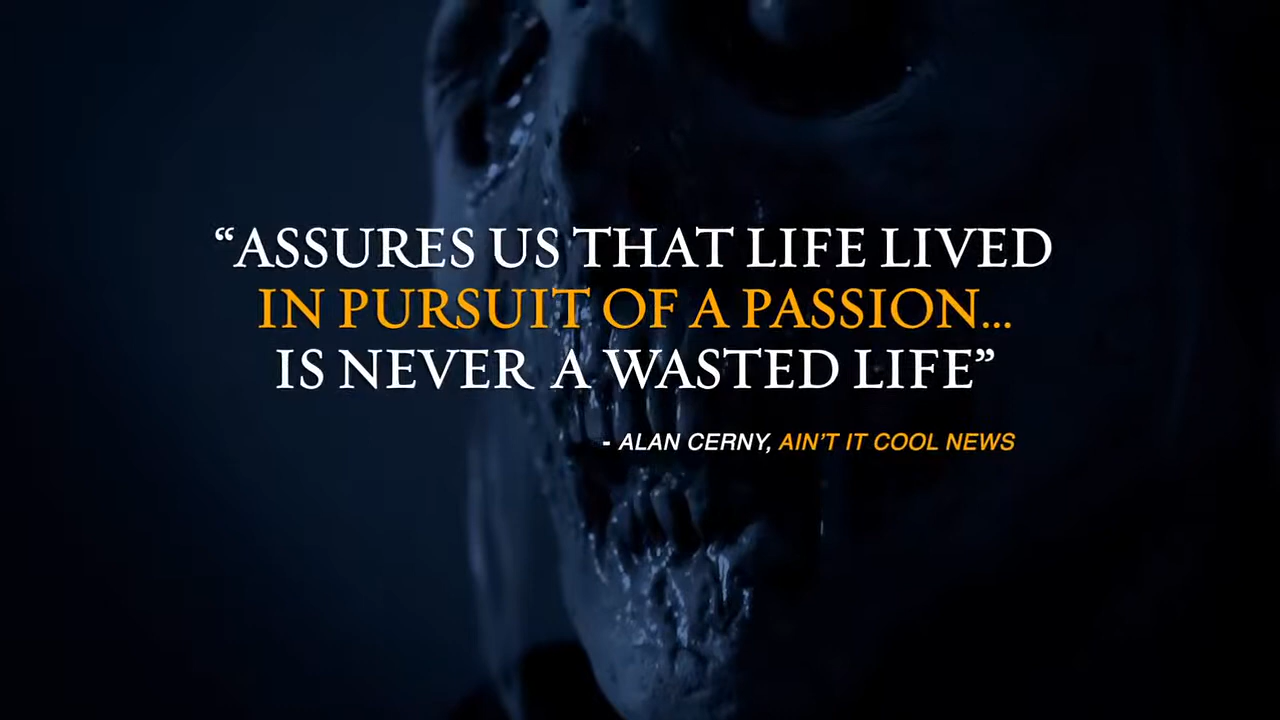 “ASSURES US THAT LIFE LIVED
IN PURSUIT OF A PASSION...
IS NEVER A WASTED LIFE”
- ALAN CERNY, AIN’T IT COOL NEWS